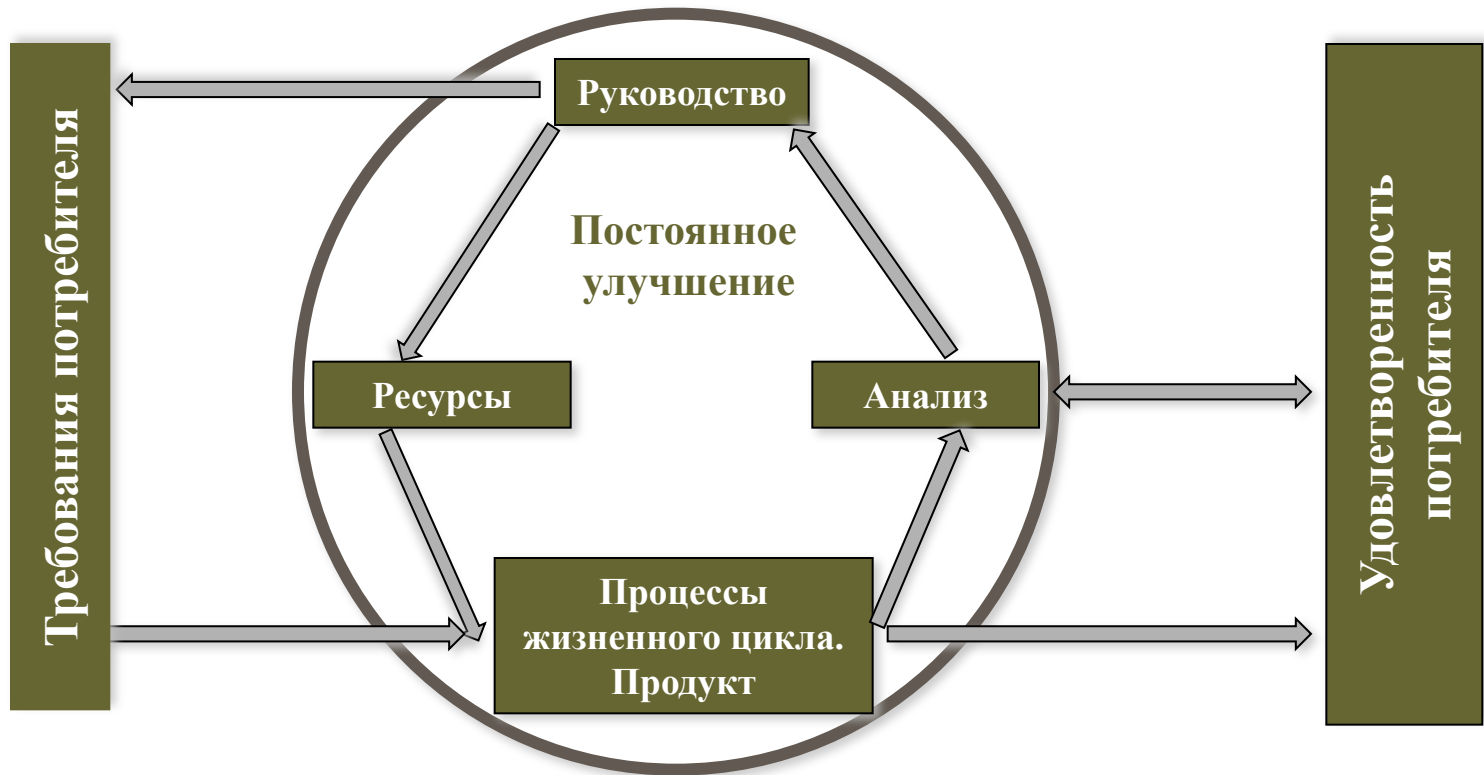 Требования потребителя
Руководство
Постоянное
улучшение
Ресурсы
Анализ
Процессы
жизненного цикла.
Продукт
Удовлетворенность
потребителя